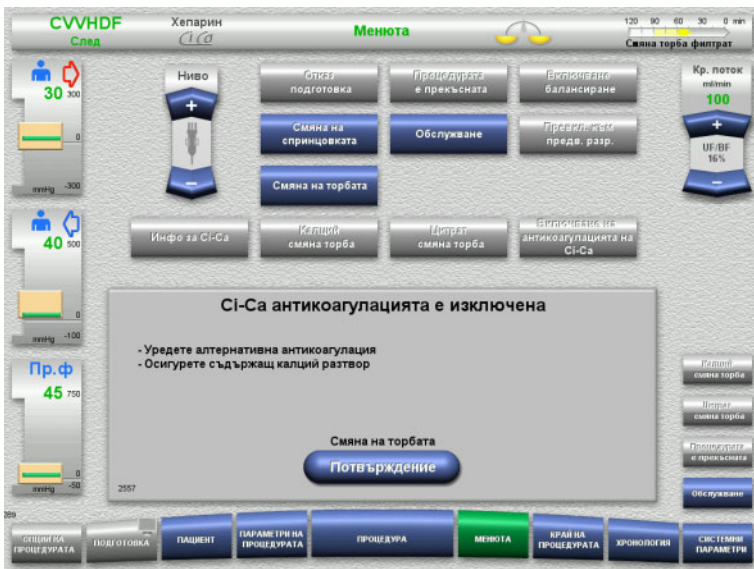 CVVHDF
След
Хепарин
Ci Ca
Менюта
120 90 60 30 0 min
Смяна торба филтрат
30 300
0
mmHg -300
Ниво
Отказ
подготовка
Процедурата
е прекъсната
Включване
балансиране
Смяна на
спринцовката
Обслужване
Превкл. към
предв. разр.
Смяна на торбата
Кр. поток
ml/min
100
UF/BF
16%
40 500
0
mmHg -100
Инфо за Ci-Ca
Калций
смяна торба
Цитрат
смяна торба
Включване на
антикоагулацията на
Ci-Ca
Ci-Ca антикоагулацията е изключена
- Уредете алтернативна антикоагулация
- Осигурете съдържащ калций разтвор
Смяна на торбата
Потвърждение
2557
Пр.ф
45 750
0
mmHg -50
Калций
смяна торба
Цитрат
смяна торба
Процедурата
е прекъсната
Обслужване
ОПЦИИ НА
ПРОЦЕДУРАТА
ПОДГОТОВКА
ПАЦИЕНТ
ПАРАМЕТРИ НА
ПРОЦЕДУРАТА
ПРОЦЕДУРА
МЕНЮТА
КРАЙ НА
ПРОЦЕДУРАТА
ХРОНОЛОГИЯ
СИСТЕМНИ
ПАРАМЕТРИ